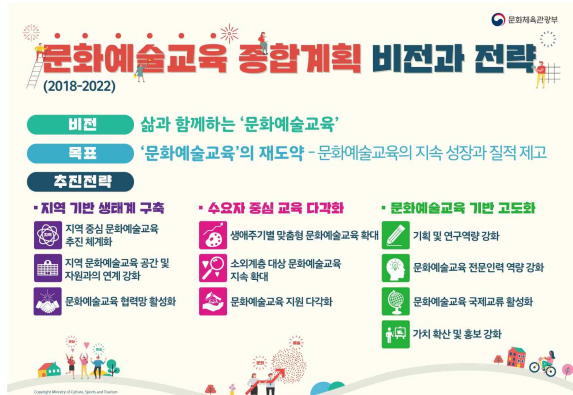 문화체육관광부
문화예술교육 종합계획 비전과 전략
(2018-2022)
비전
삶과 함께하는 ‘문화예술교육’
목표
‘문화예술교육’의 재도약 – 문화예술교육의 지속 성장과 질적 제고
추진전략
· 지역 기반 생태계 구축
지역 중심 문화예술교육
추진 체계화
지역 문화예술교육 공간 및
자원과의 연계 강화
문화예술교육 협력망 활성화
· 수요자 중심 교육 다각화
생애주기별 맞춤형 문화예술교육 확대
소외계층 대상 문화예술교육
지속 확대
문화예술교육 지원 다각화
· 문화예술교육 기반 고도화
기획 및 연구역량 강화
문화예술교육 전문인력 역량 강화
문화예술교육 국제교류 활성화
가치 확산 및 홍보 강화
Copyright Ministry of Culture, Sports and Tourism